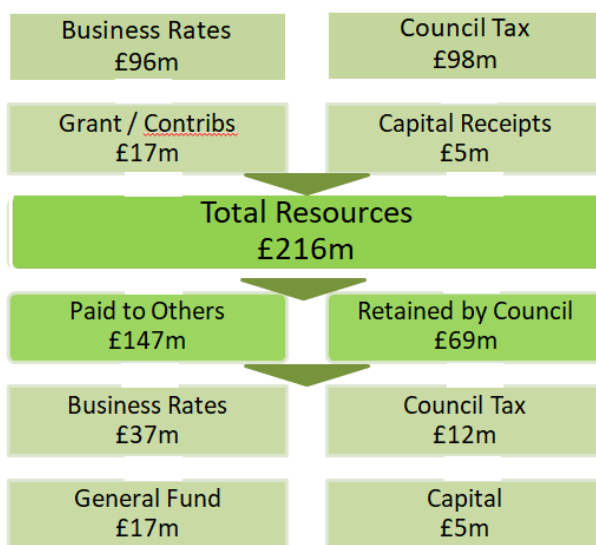 Business Rates
£96m
Council Tax
£98m
Grant / Contribs
£17m
Capital Receipts
£5m
Total Resources
£216m
Paid to Others
£147m
Retained by Council
£69m
Business Rates
£37m
Council Tax
£12m
General Fund
£17m
Capital
£5m